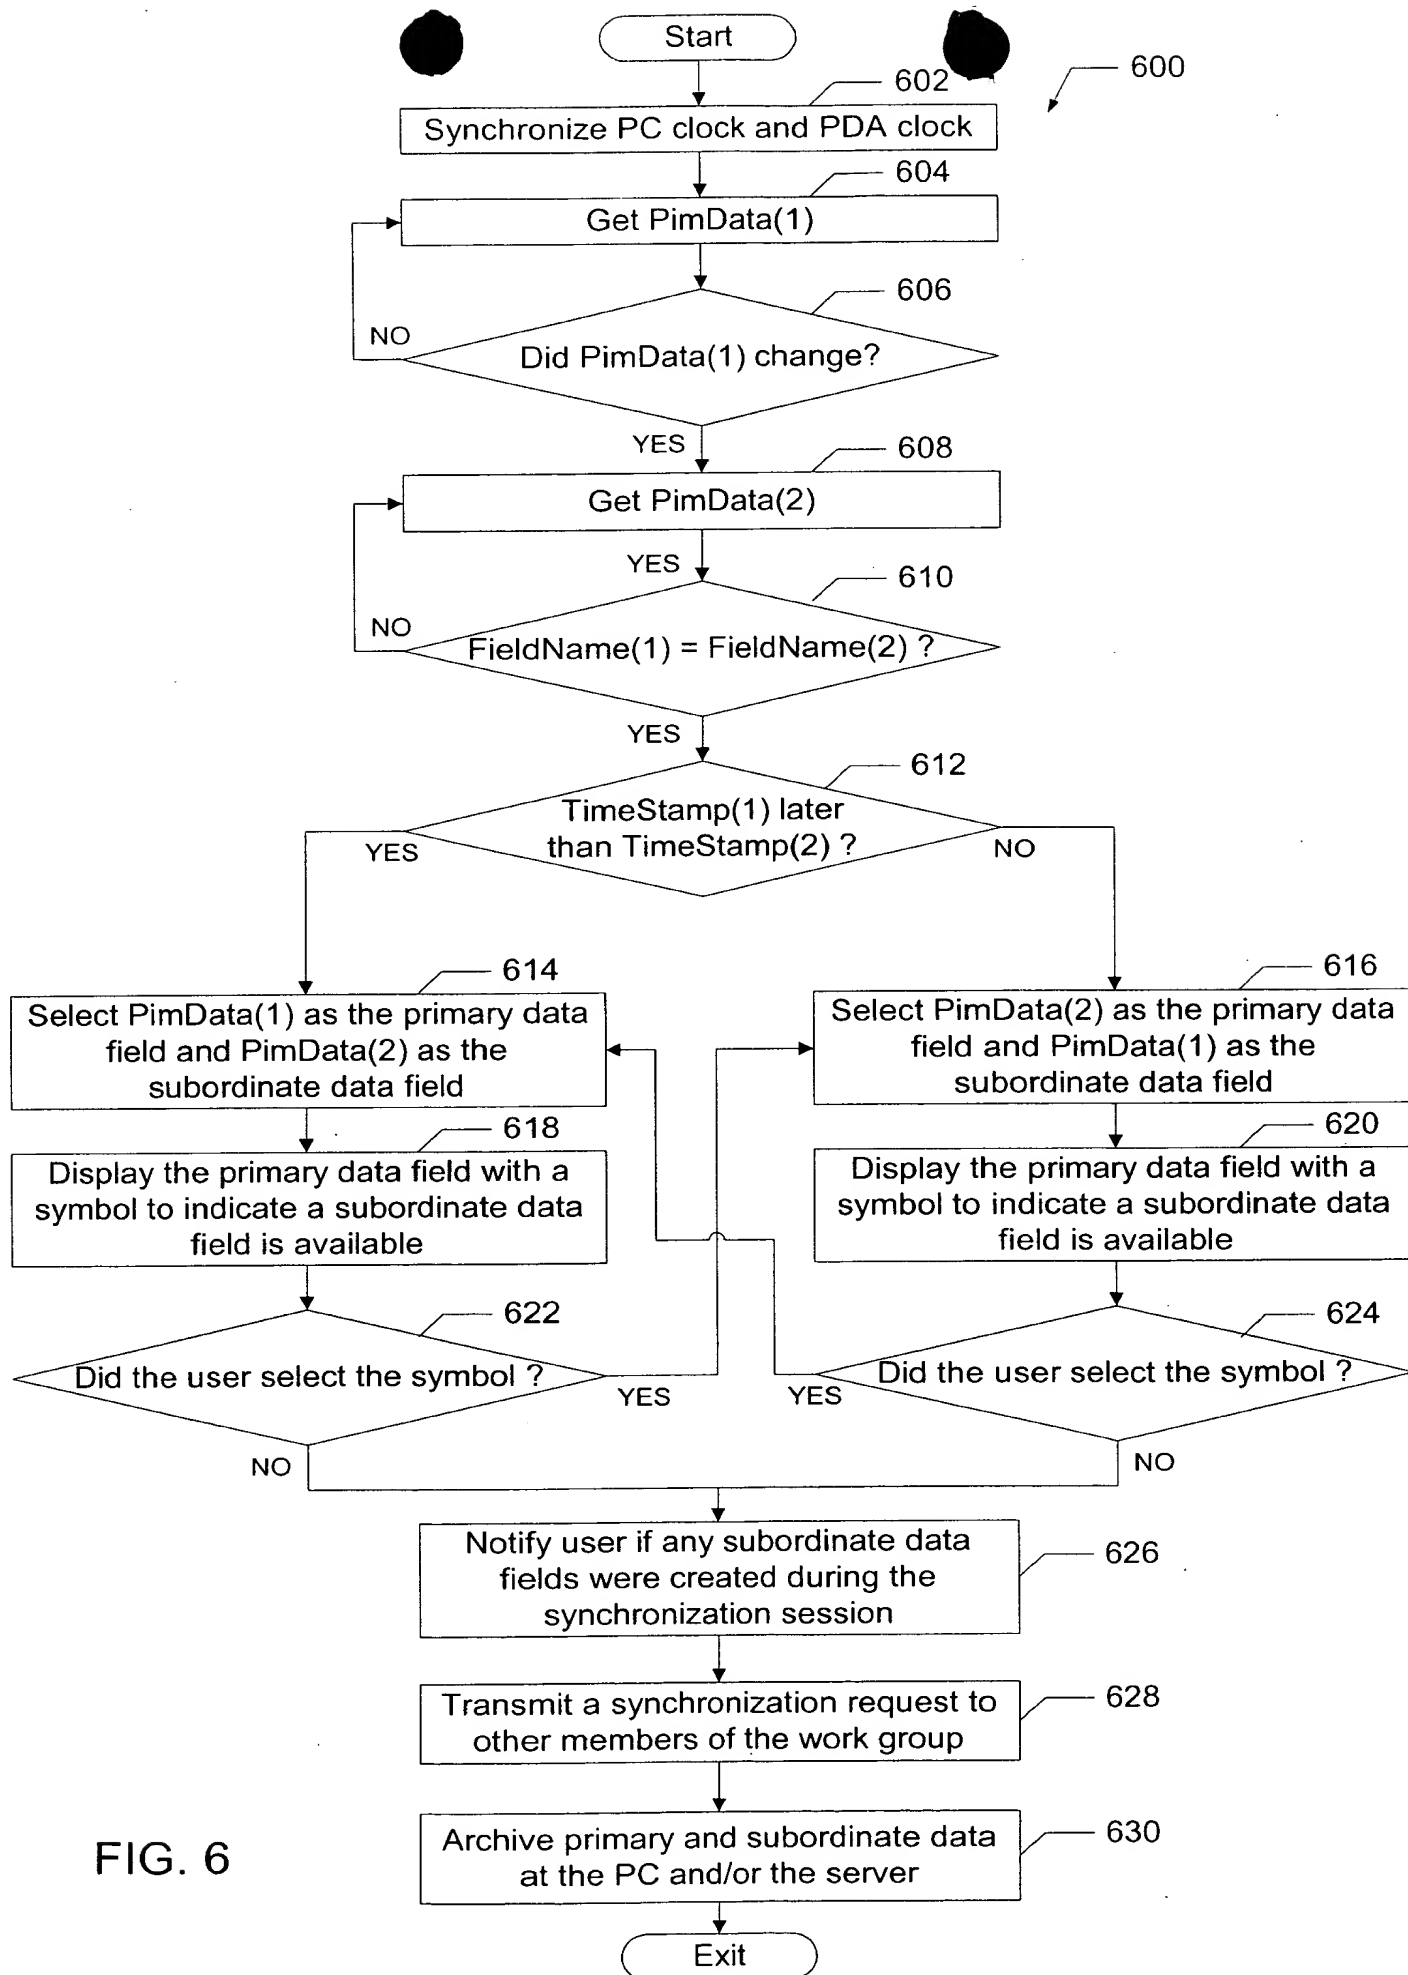 Start
600
602
Synchronize PC clock and PDA clock
604
Get PimData(1)
606
NO
Did PimData(1) change?
YES
608
Get PimData(2)
YES
610
NO
FieldName(1) = FieldName(2) ?
YES
612
TimeStamp(1) later
than TimeStamp(2) ?
YES
NO
614
Select PimData(1) as the primary data
field and PimData(2) as the
subordinate data field
616
Select PimData(2) as the primary data
field and PimData(1) as the
subordinate data field
618
Display the primary data field with a
symbol to indicate a subordinate data
field is available
620
Display the primary data field with a
symbol to indicate a subordinate data
field is available
622
Did the user select the symbol ?
YES
NO
624
Did the user select the symbol ?
YES
NO
Notify user if any subordinate data
fields were created during the
synchronization session
626
Transmit a synchronization request to
other members of the work group
628
Archive primary and subordinate data
at the PC and/or the server
630
Exit
FIG. 6